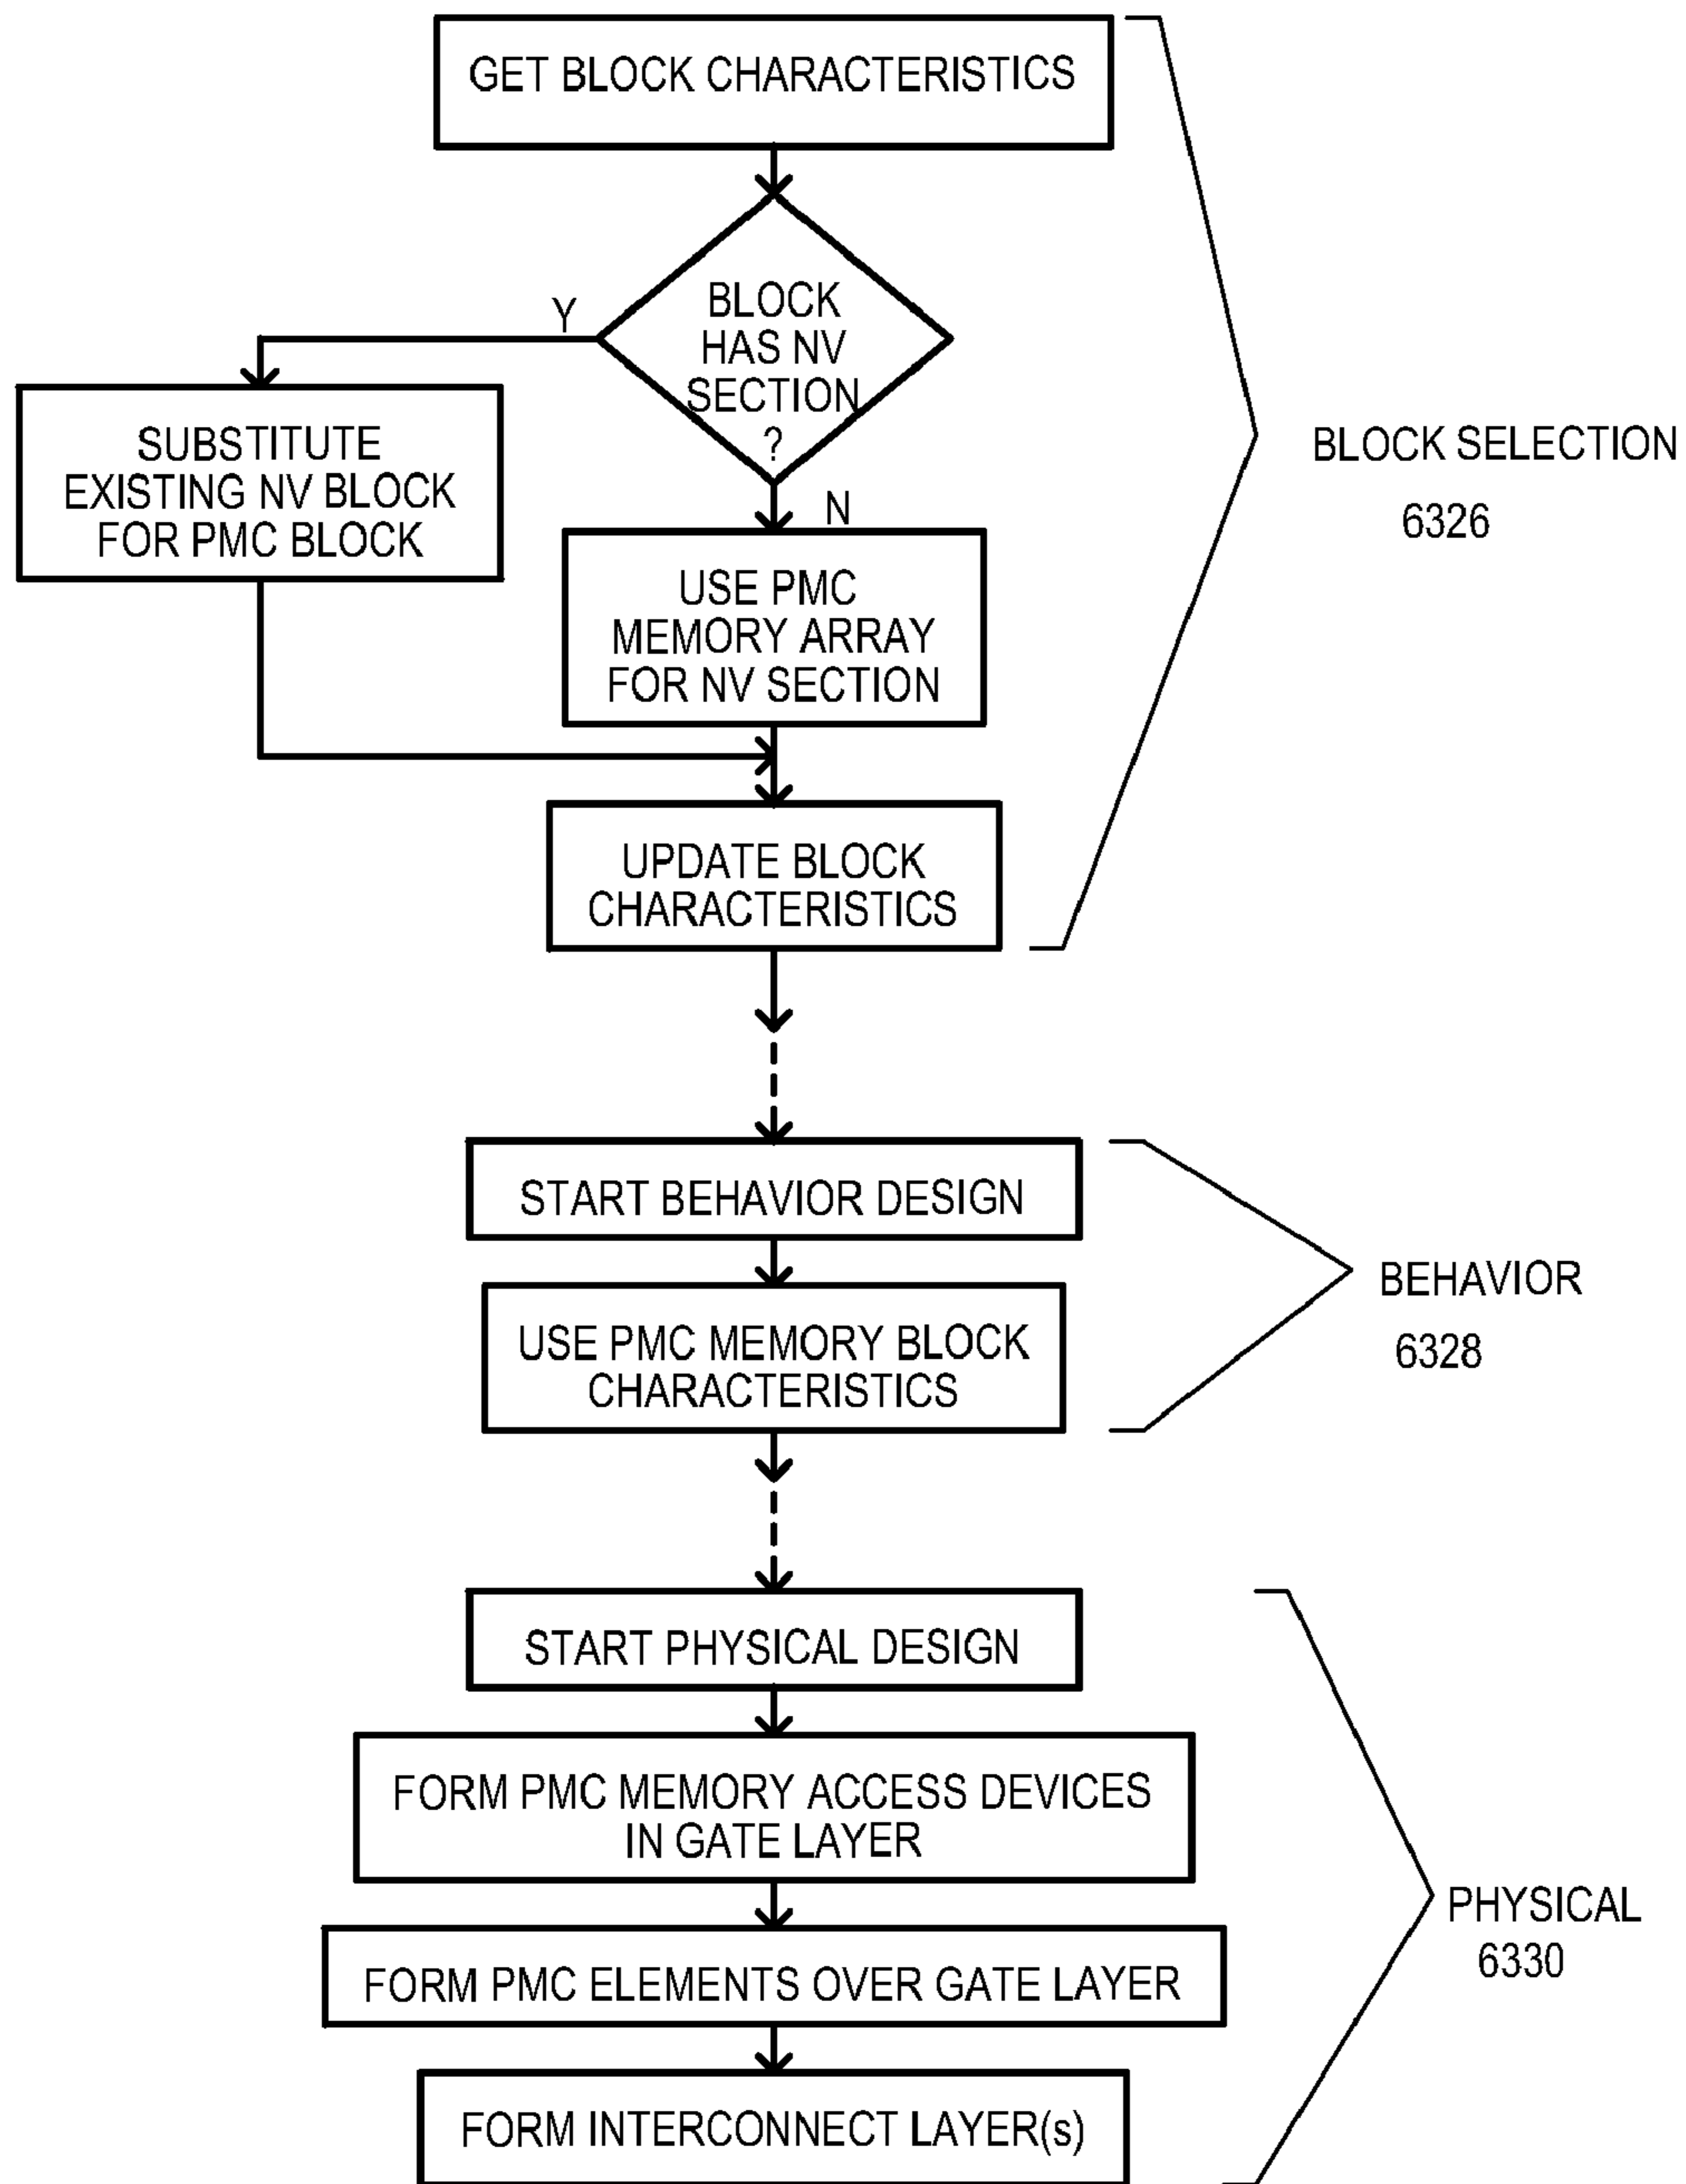 GET BLOCK CHARACTERISTICS
BLOCK
HAS NV
SECTION
?
Y
N
SUBSTITUTE
EXISTING NV BLOCK
FOR PMC BLOCK
USE PMC
MEMORY ARRAY
FOR NV SECTION
UPDATE BLOCK
CHARACTERISTICS
BLOCK SELECTION
6326
START BEHAVIOR DESIGN
USE PMC MEMORY BLOCK
CHARACTERISTICS
BEHAVIOR
6328
START PHYSICAL DESIGN
FORM PMC MEMORY ACCESS DEVICES
IN GATE LAYER
FORM PMC ELEMENTS OVER GATE LAYER
FORM INTERCONNECT LAYER(s)
PHYSICAL
6330